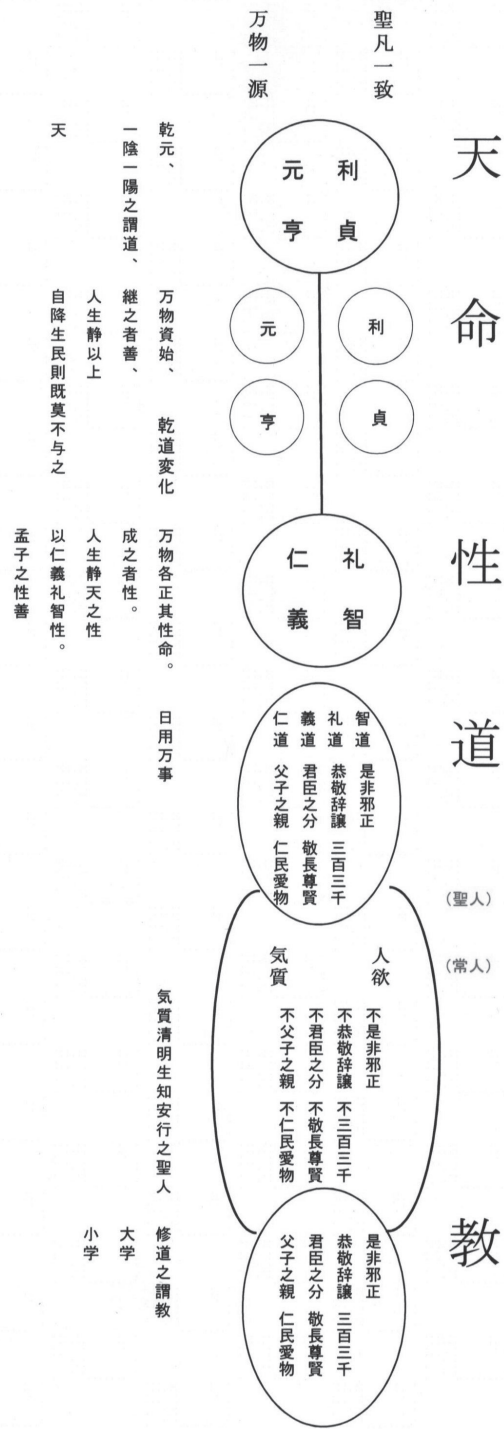 天命 性 道 教
(聖人)
(常人)
聖凡一致
万物一源
利貞
元亨
利
貞
元
亨
礼智
仁義
智道 是非邪正
礼道 恭敬辞譲 三百三千
義道 君臣之分 敬長尊賢
仁道 父子之親 仁民愛物
人欲
気質
不是非邪正
不恭敬辞譲 不三百三千
不君臣之分 不敬長尊賢
不父子之親 不仁民愛物
是非邪正
恭敬辞譲 三百三千
君臣之分 敬長尊賢
父子之親 仁民愛物
乾元、 万物資始、 乾道変化 万物各正其性命。 日用万事
一陰一陽之謂道、 継之者善、 成之者性。
人生静以上 人生静天之性
天 自降生民則既莫不与之 以仁義礼智性。
孟子之性善
気質清明生知安行之聖人
修道之謂教
大学
小学